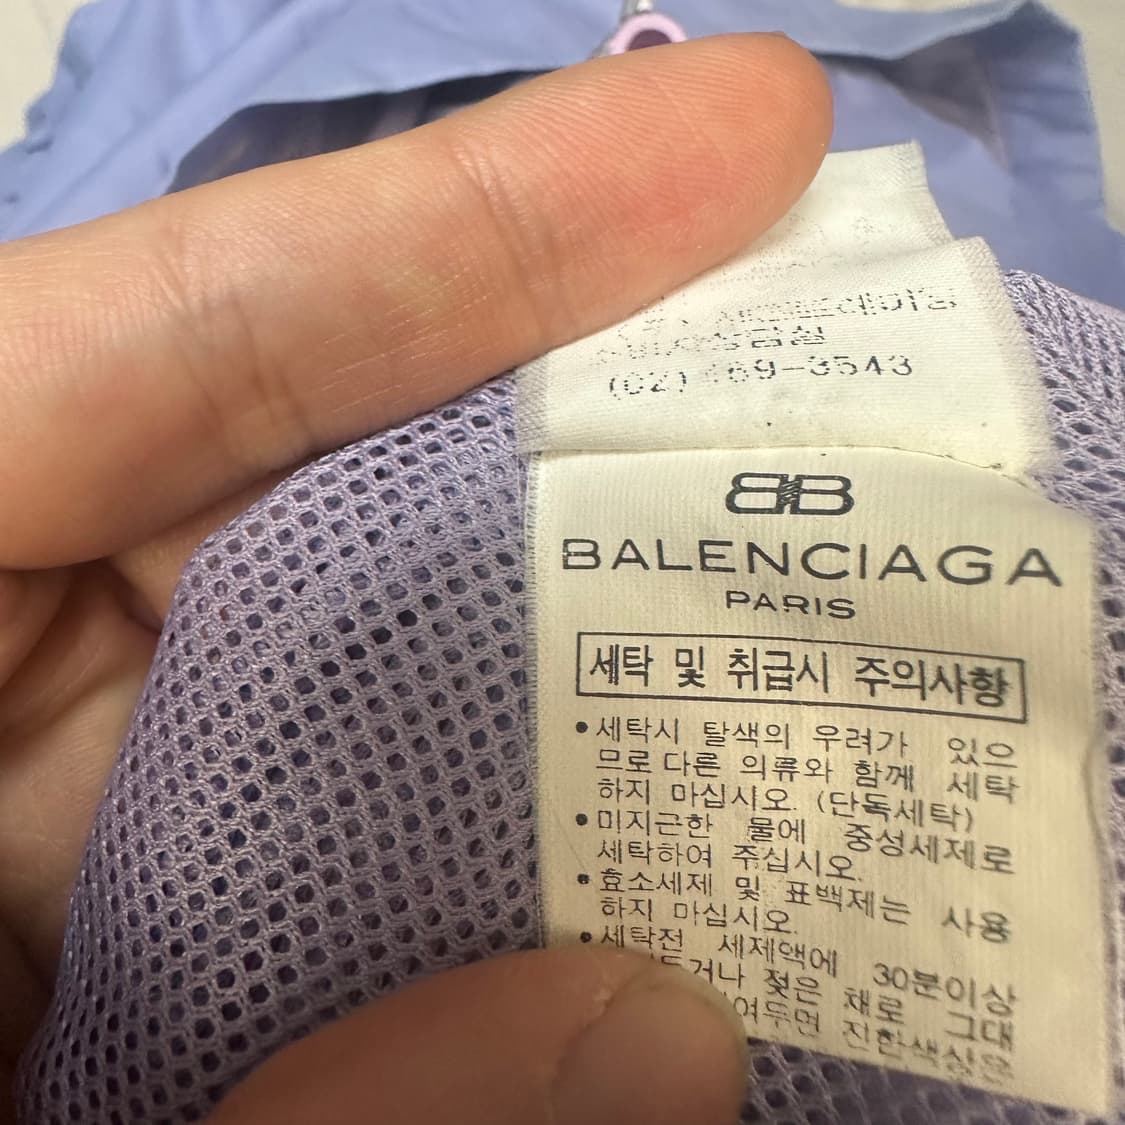 (02)
69-3543
BB
BALENCIAGA
PARIS
세탁 및 취급시 주의사항
• 세탁시 탈색의 우려가 있으
므로 다른 의류와 함께 세탁
하지 마십시오. (단독세탁)
• 미지근한 물에 중성세제로
세탁하여 주십시오.
• 효소세제 및 표백제는 사용
하지 마십시오.
• 세탁전 세제액에 30분이상
젖은 채로 그대
여두면 진한색상은